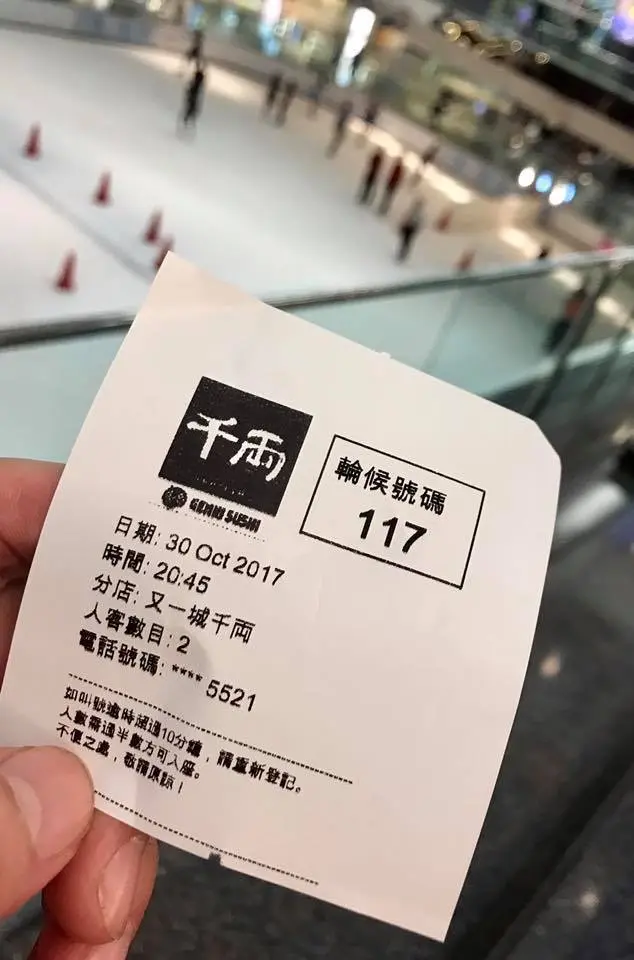 千両
GENKI SUSHI
輪候號碼
117
日期: 30 Oct 2017
時間: 20:45
分店: 又一城千両
人客數目: 2
電話號碼: **** 5521
如叫號逾時超過10分鐘，請重新登記。
人數需過半數方可入座。
不便之處，敬請原諒！